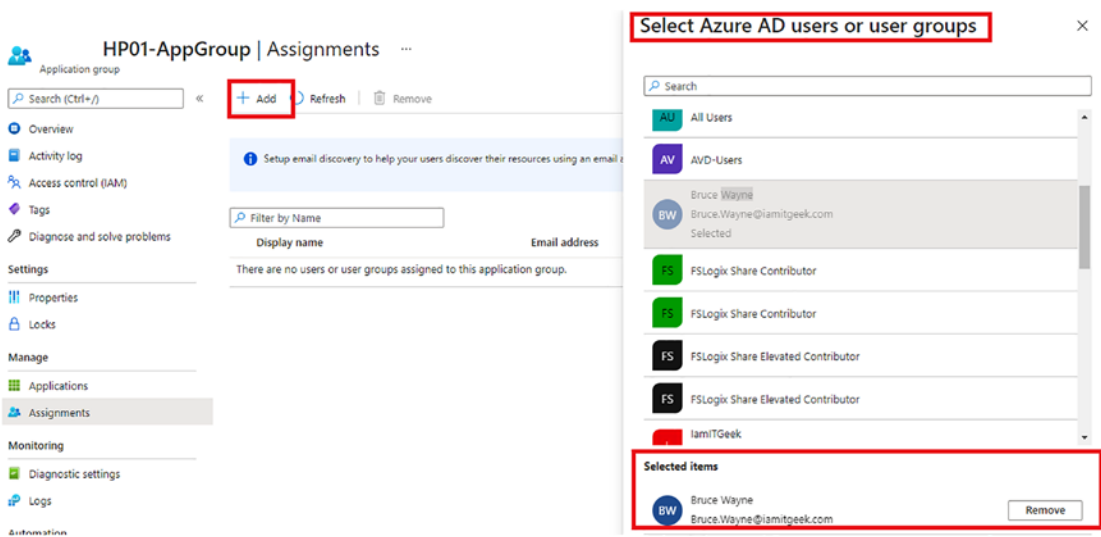 HP01-AppGroup | Assignments ...
Application group
Search (Ctrl+/)
«
Overview
Activity log
Access control (IAM)
Tags
Diagnose and solve problems
Settings
Properties
Locks
Manage
Applications
Assignments
Monitoring
Diagnostic settings
Logs
Automation
+ Add
Refresh
Remove
Setup email discovery to help your users discover their resources using an email a
Filter by Name
Display name Email address
There are no users or user groups assigned to this application group.
Select Azure AD users or user groups
Search
AU All Users
AV AVD-Users
Bruce Wayne
BW Bruce.Wayne@iamitgeek.com
Selected
FS FSLogix Share Contributor
FS FSLogix Share Contributor
FS FSLogix Share Elevated Contributor
FS FSLogix Share Elevated Contributor
IamITGeek
Selected items
Bruce Wayne
BW Bruce.Wayne@iamitgeek.com
Remove